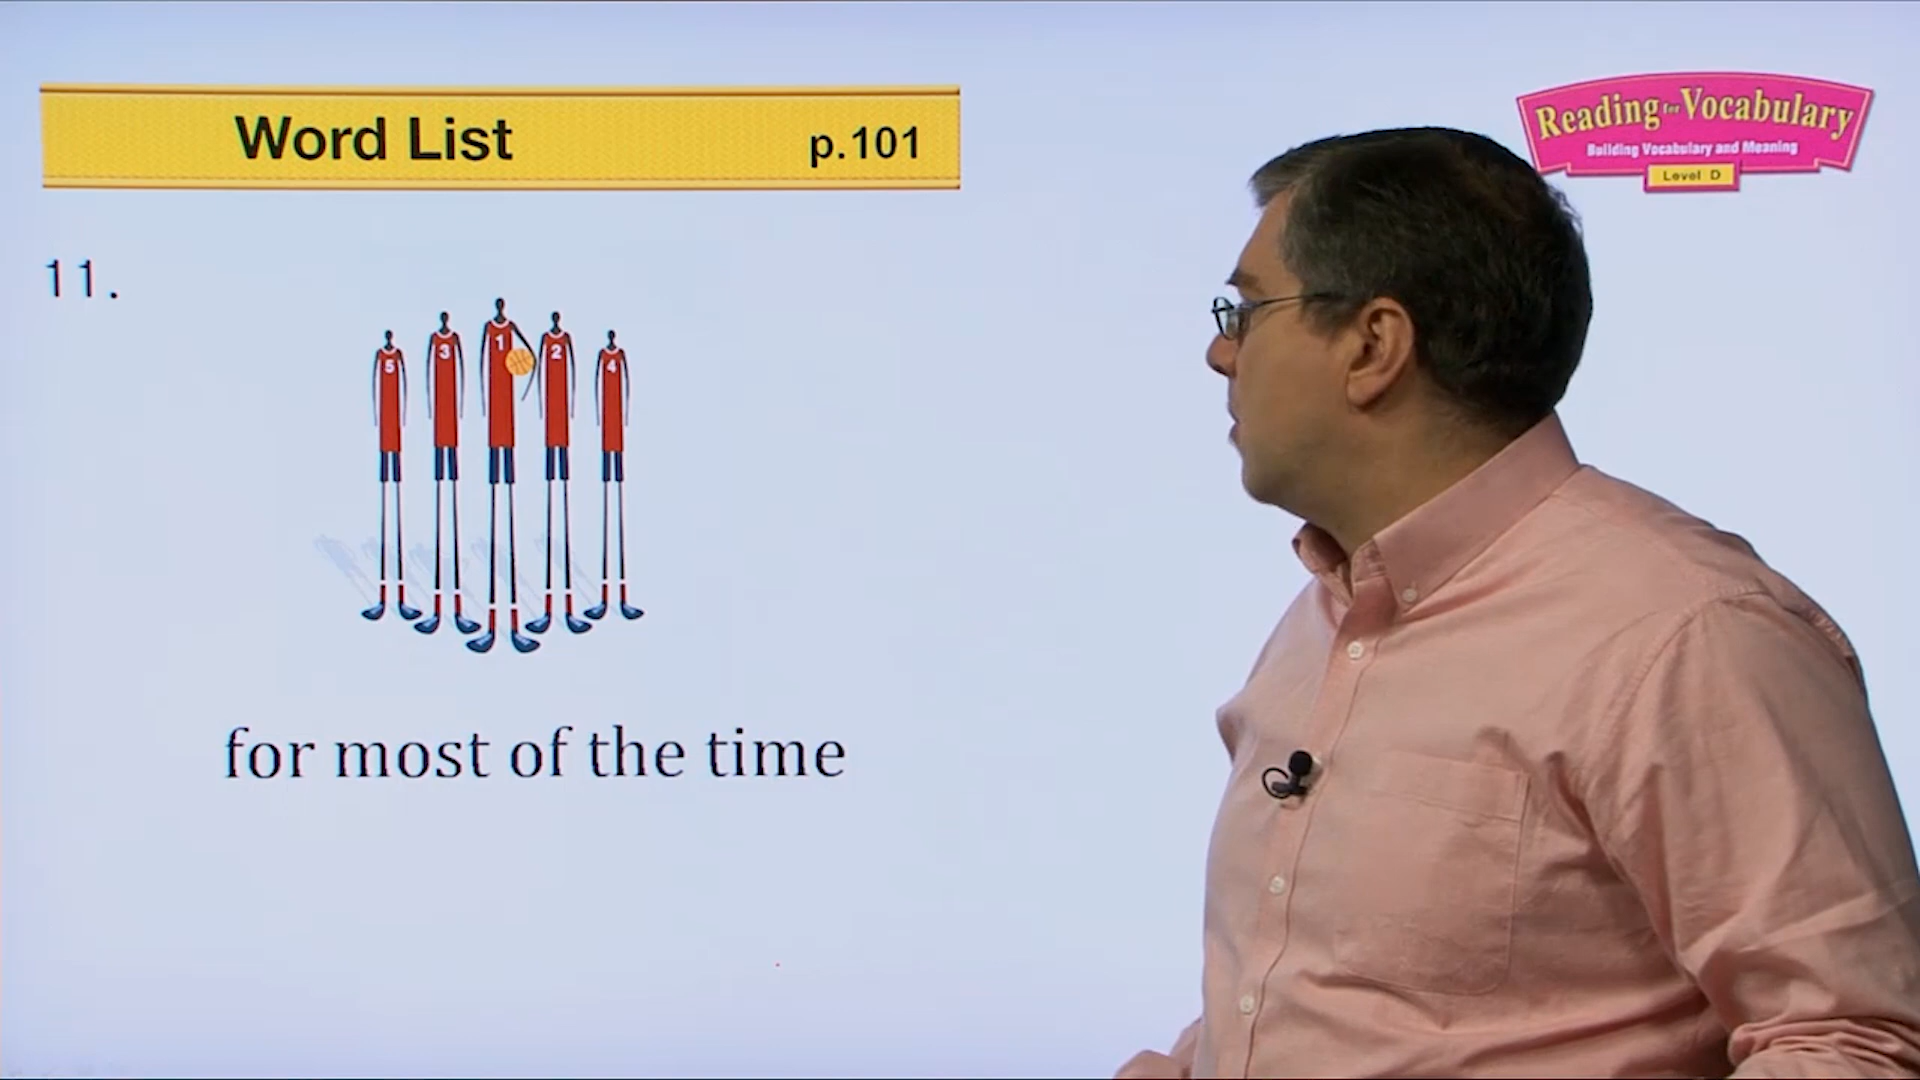 Word List p.101
Reading for Vocabulary
Building Vocabulary and Meaning
Level D
11.
5 3 1 2 4
for most of the time